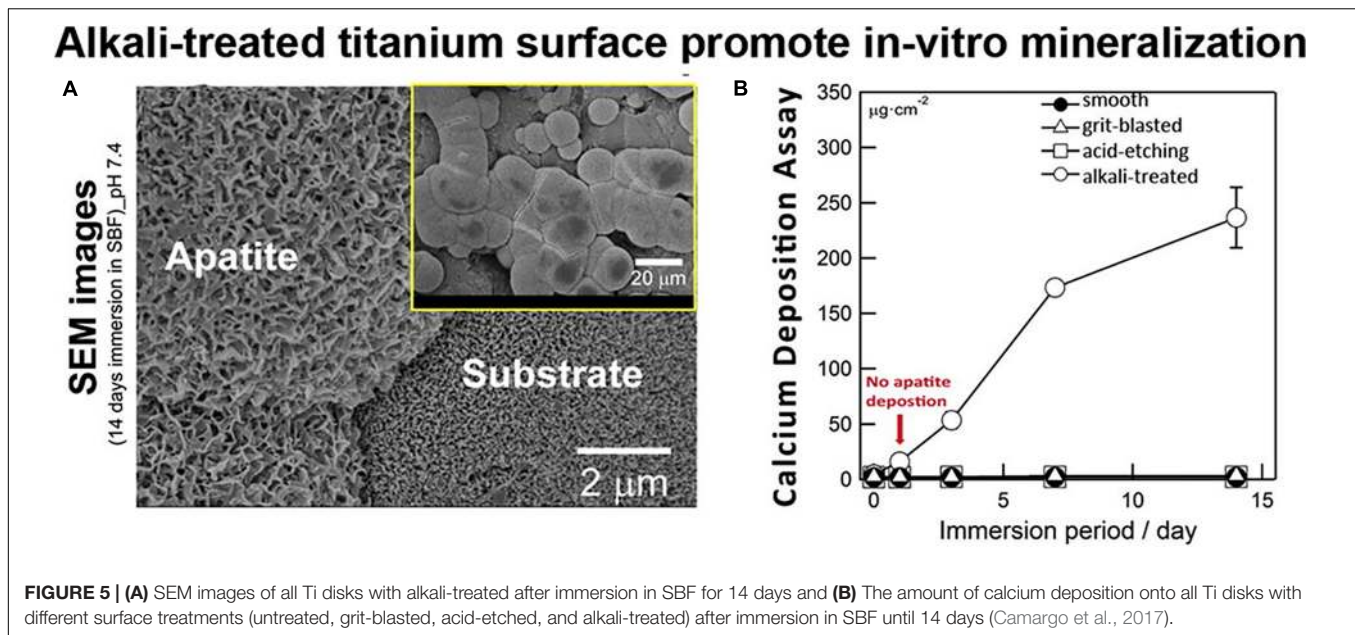 Alkali-treated titanium surface promote in-vitro mineralization
A
SEM images
(14 days immersion in SBF)_pH 7.4
Apatite
20 μm
Substrate
2 μm
B
Calcium Deposition Assay
350
300
250
200
150
100
50
0
μg·cm⁻²
smooth
grit-blasted
acid-etching
alkali-treated
No apatite
depostion
0
5
10
15
Immersion period / day
FIGURE 5 | (A) SEM images of all Ti disks with alkali-treated after immersion in SBF for 14 days and (B) The amount of calcium deposition onto all Ti disks with
different surface treatments (untreated, grit-blasted, acid-etched, and alkali-treated) after immersion in SBF until 14 days (Camargo et al., 2017).